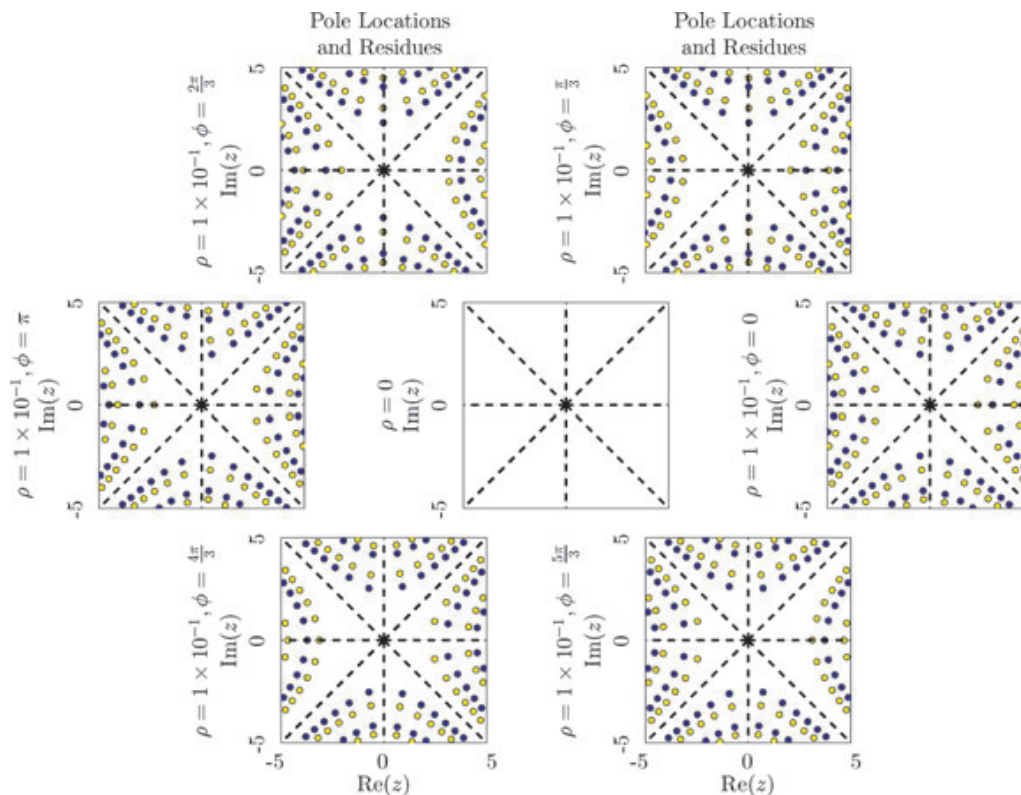 Pole Locations
and Residues
Pole Locations
and Residues
ρ = 1 × 10⁻¹, ϕ = 2π/3
Im(z)
5
0
-5
ρ = 1 × 10⁻¹, ϕ = π/3
Im(z)
5
0
-5
ρ = 1 × 10⁻¹, ϕ = π
Im(z)
5
0
-5
ρ = 0
Im(z)
5
0
-5
ρ = 1 × 10⁻¹, ϕ = 0
Im(z)
5
0
-5
ρ = 1 × 10⁻¹, ϕ = 4π/3
Im(z)
5
0
-5
ρ = 1 × 10⁻¹, ϕ = 5π/3
Im(z)
5
0
-5
-5 0 5
Re(z)
-5 0 5
Re(z)